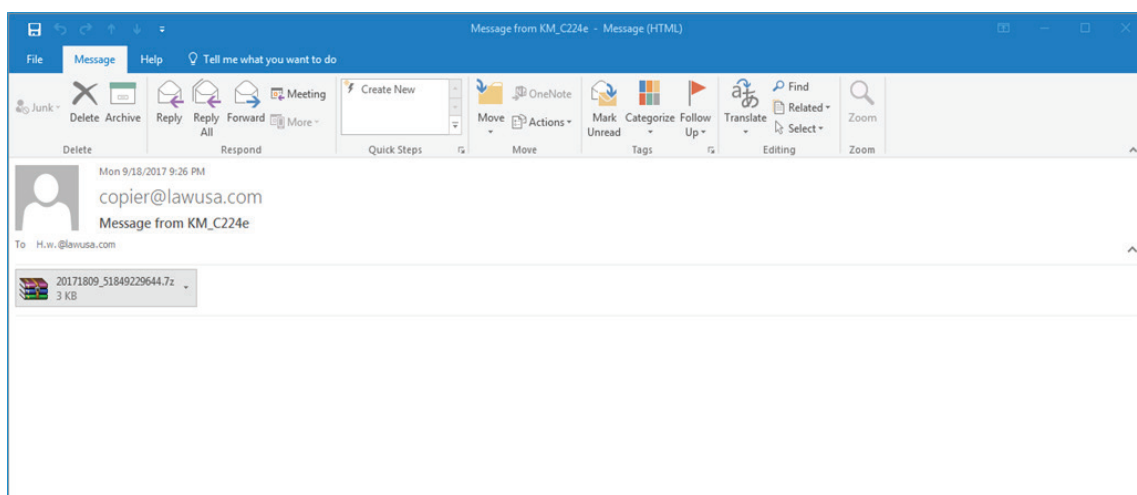 Message from KM_C224e - Message (HTML)
File Message Help Tell me what you want to do
Junk
Delete Archive
Delete
Reply Reply All Forward
Meeting
More
Respond
Create New
Quick Steps
Move
OneNote
Actions
Move
Mark Unread Categorize Follow Up
Tags
Translate
Find
Related
Select
Editing
Zoom
Zoom
Mon 9/18/2017 9:26 PM
copier@lawusa.com
Message from KM_C224e
To H.w.@lawusa.com
20171809_51849229644.7z
3 KB